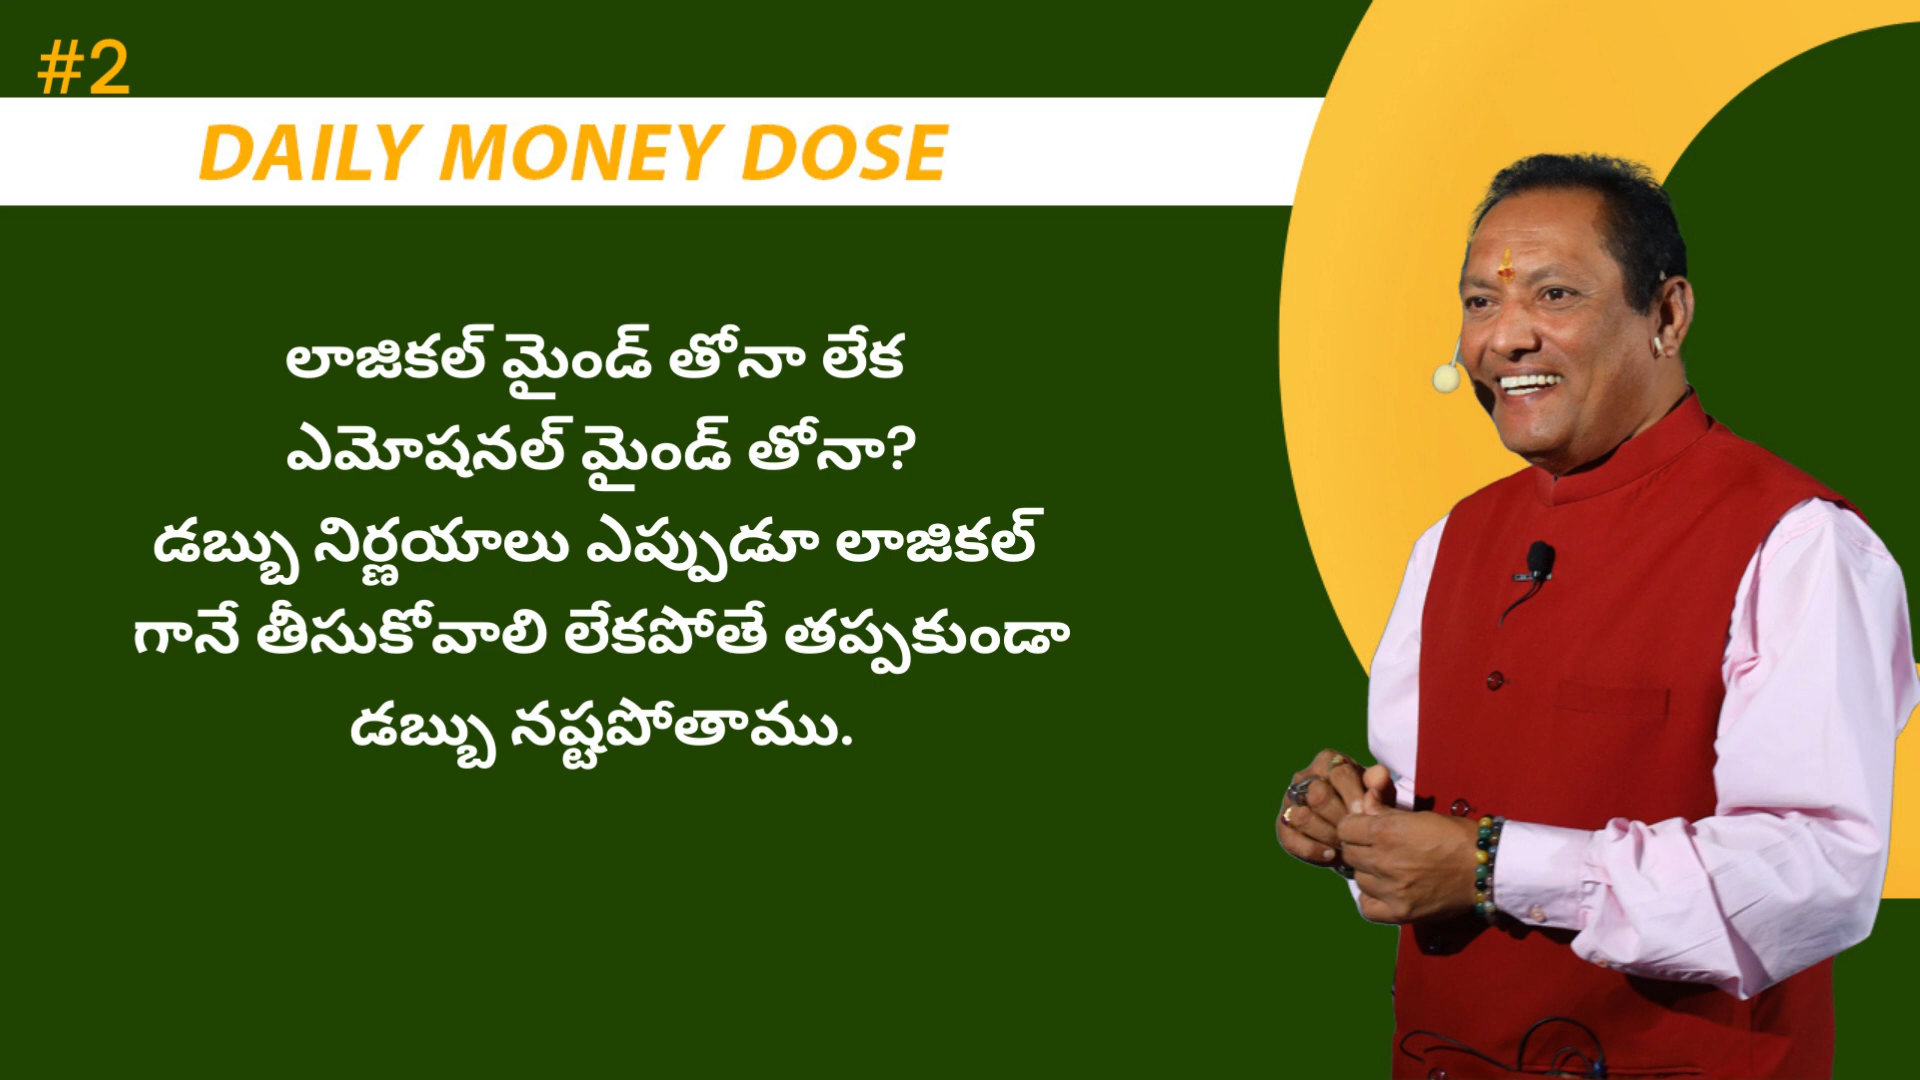 #2
DAILY MONEY DOSE
లాజికల్ మైండ్ తోనా లేక
ఎమోషనల్ మైండ్ తోనా?
డబ్బు నిర్ణయాలు ఎప్పుడూ లాజికల్
గానే తీసుకోవాలి లేకపోతే తప్పకుండా
డబ్బు నష్టపోతాము.